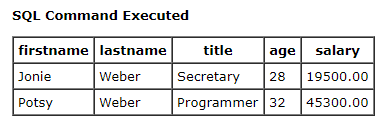 SQL Command Executed
firstname lastname title age salary
Jonie Weber Secretary 28 19500.00
Potsy Weber Programmer 32 45300.00